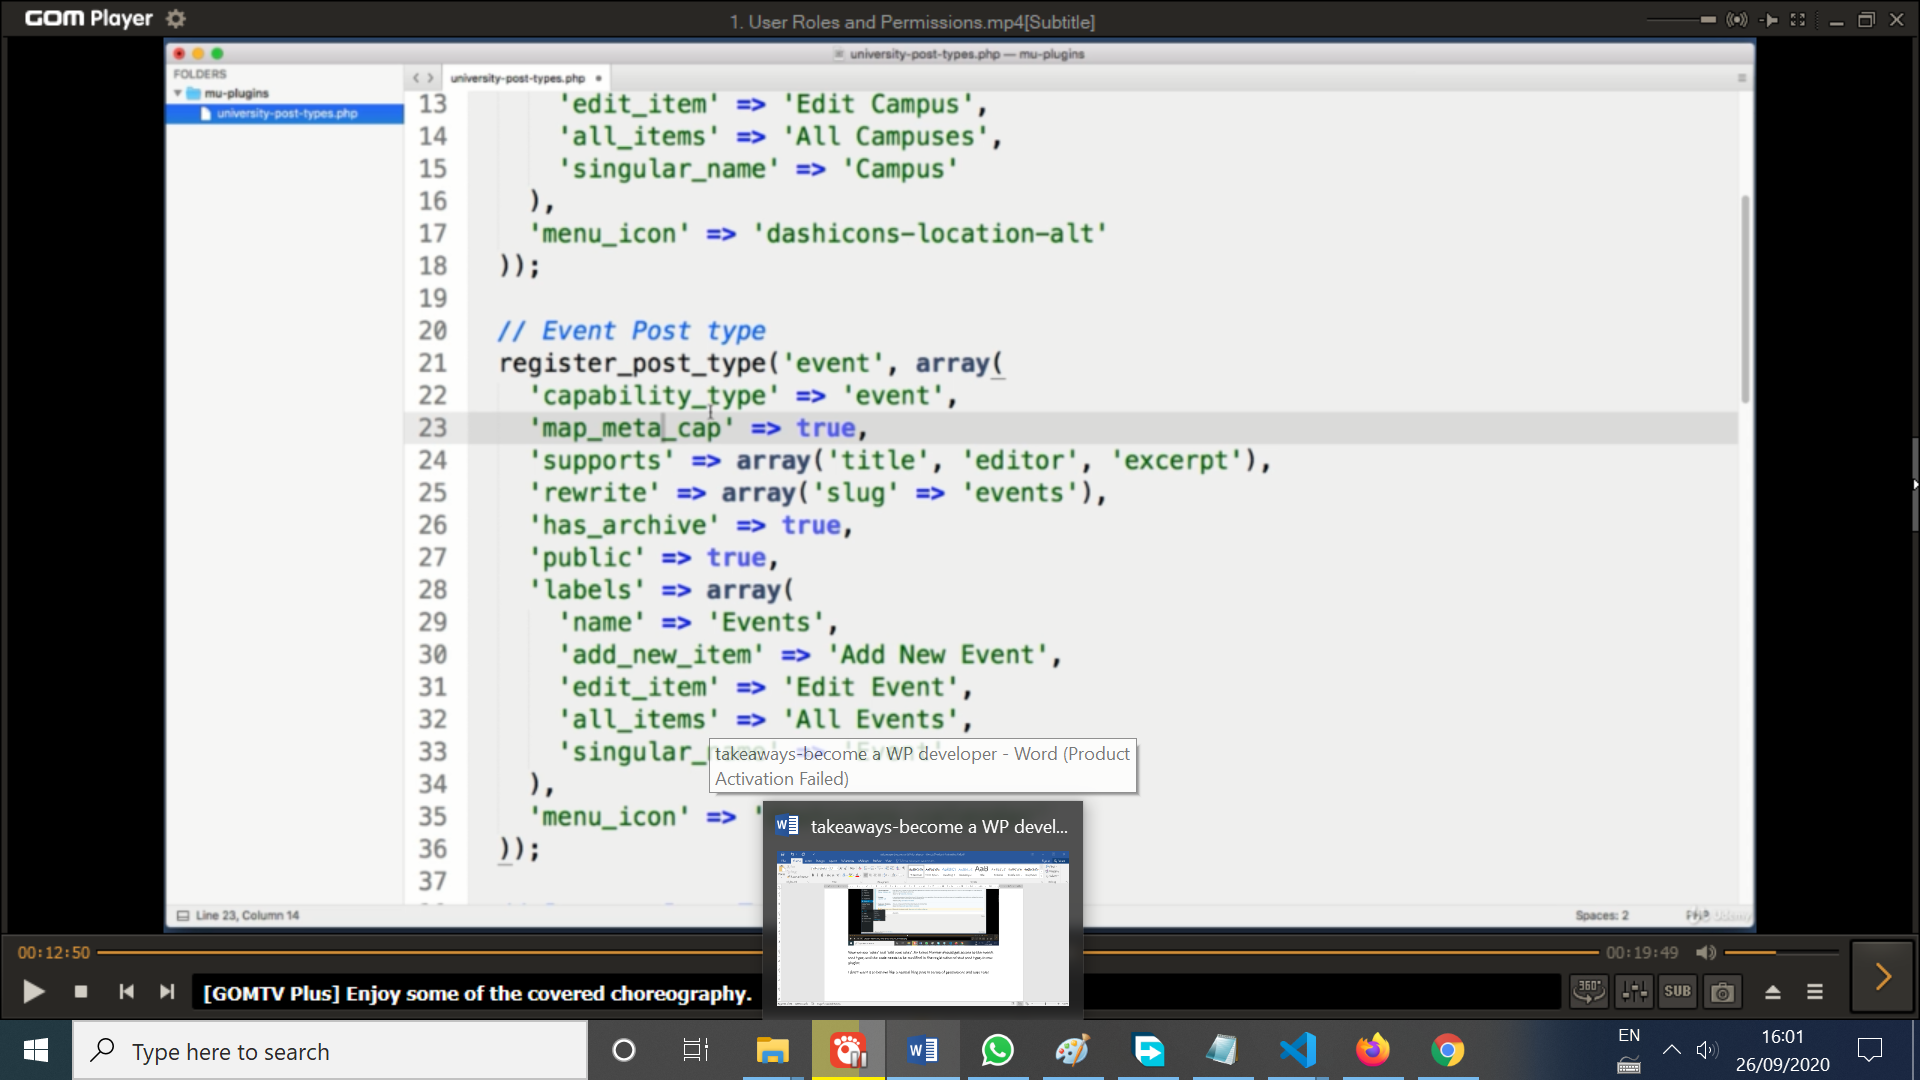 GOM Player
1. User Roles and Permissions.mp4[Subtitle]
university-post-types.php — mu-plugins
FOLDERS
mu-plugins
university-post-types.php
university-post-types.php
13 'edit_item' => 'Edit Campus',
14 'all_items' => 'All Campuses',
15 'singular_name' => 'Campus'
16 ),
17 'menu_icon' => 'dashicons-location-alt'
18 ));
19
20 // Event Post type
21 register_post_type('event', array(
22 'capability_type' => 'event',
23 'map_meta_cap' => true,
24 'supports' => array('title', 'editor', 'excerpt'),
25 'rewrite' => array('slug' => 'events'),
26 'has_archive' => true,
27 'public' => true,
28 'labels' => array(
29 'name' => 'Events',
30 'add_new_item' => 'Add New Event',
31 'edit_item' => 'Edit Event',
32 'all_items' => 'All Events',
33 'singular_name' => 'Event'
takeaways-become a WP developer - Word (Product
Activation Failed)
34 ),
35 'menu_icon' => '
36 ));
37
takeaways-become a WP devel...
Line 23, Column 14
Spaces: 2
PHP
Udemy
00:12:50
00:19:49
[GOMTV Plus] Enjoy some of the covered choreography.
360°
SUB
Type here to search
EN
16:01
26/09/2020